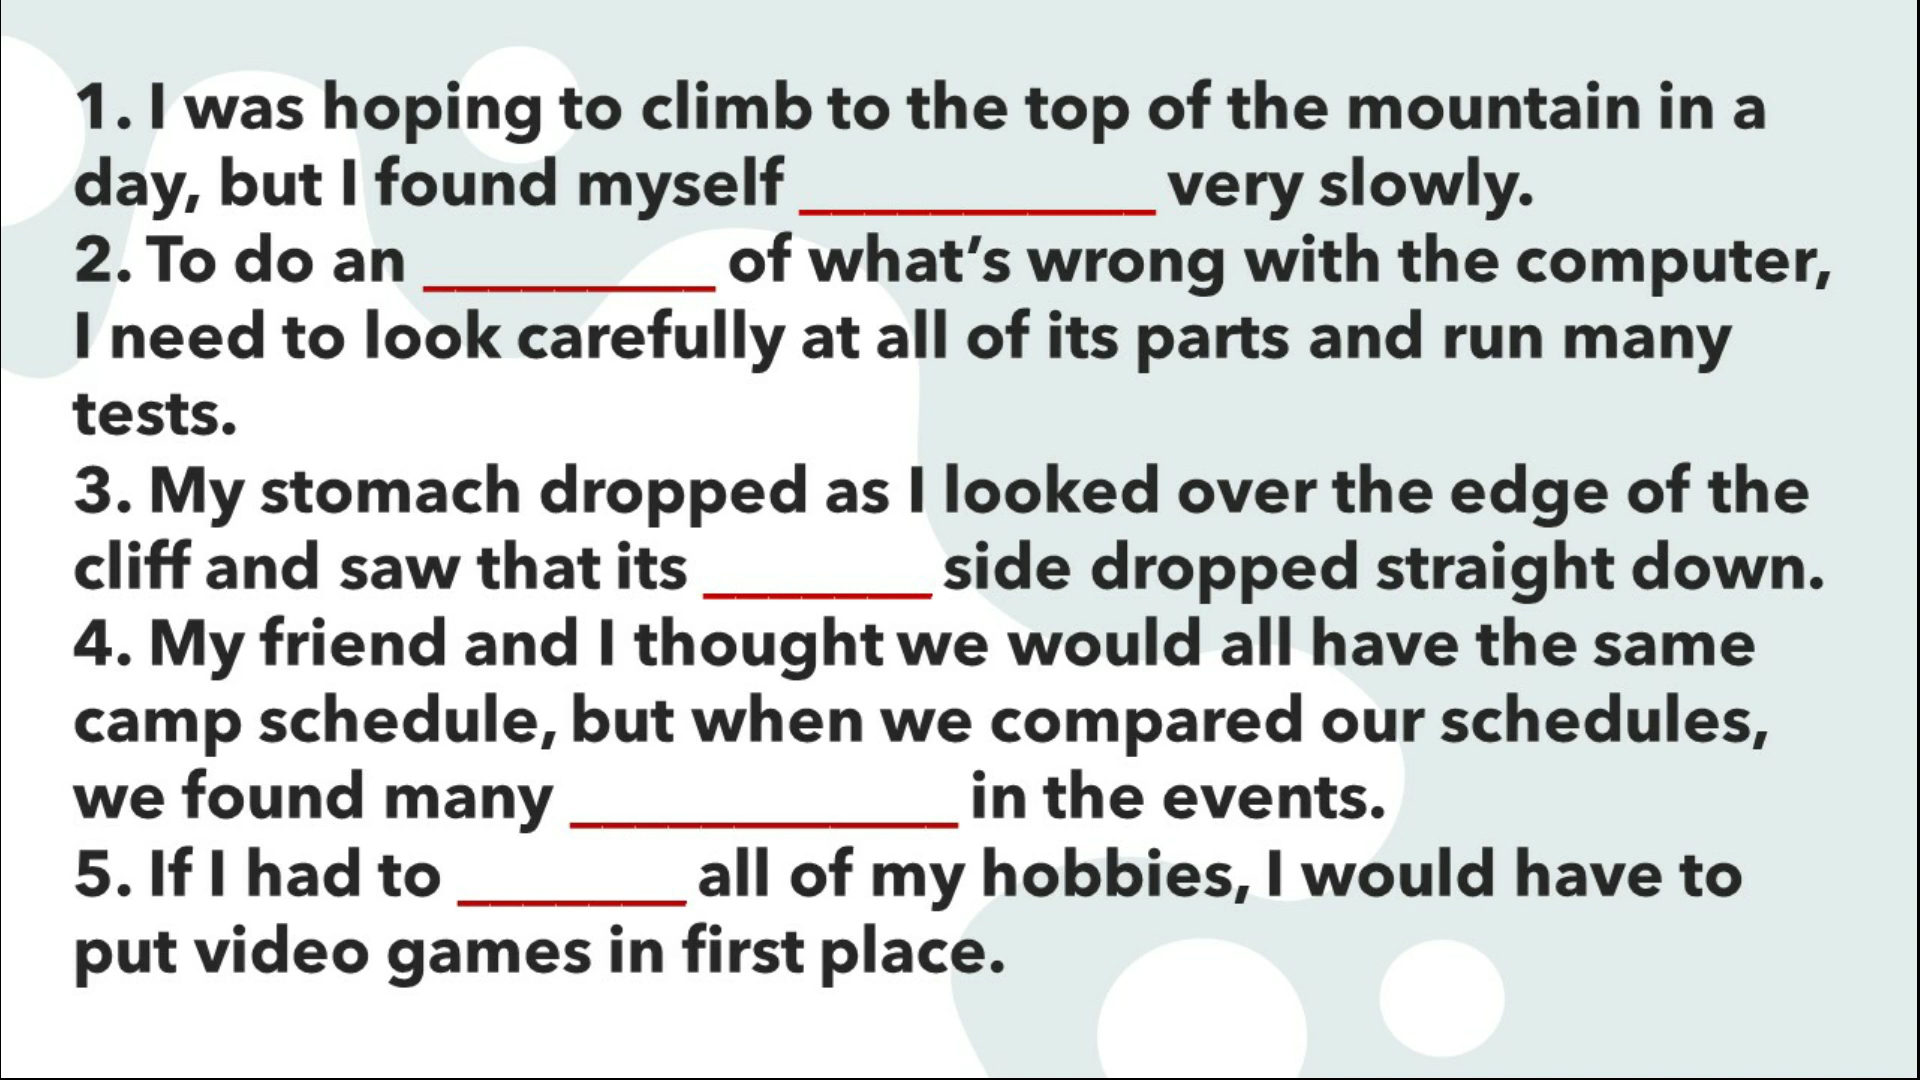 1. I was hoping to climb to the top of the mountain in a
day, but I found myself ___________ very slowly.
2. To do an _________ of what's wrong with the computer,
I need to look carefully at all of its parts and run many
tests.
3. My stomach dropped as I looked over the edge of the
cliff and saw that its _______ side dropped straight down.
4. My friend and I thought we would all have the same
camp schedule, but when we compared our schedules,
we found many ____________ in the events.
5. If I had to _______ all of my hobbies, I would have to
put video games in first place.